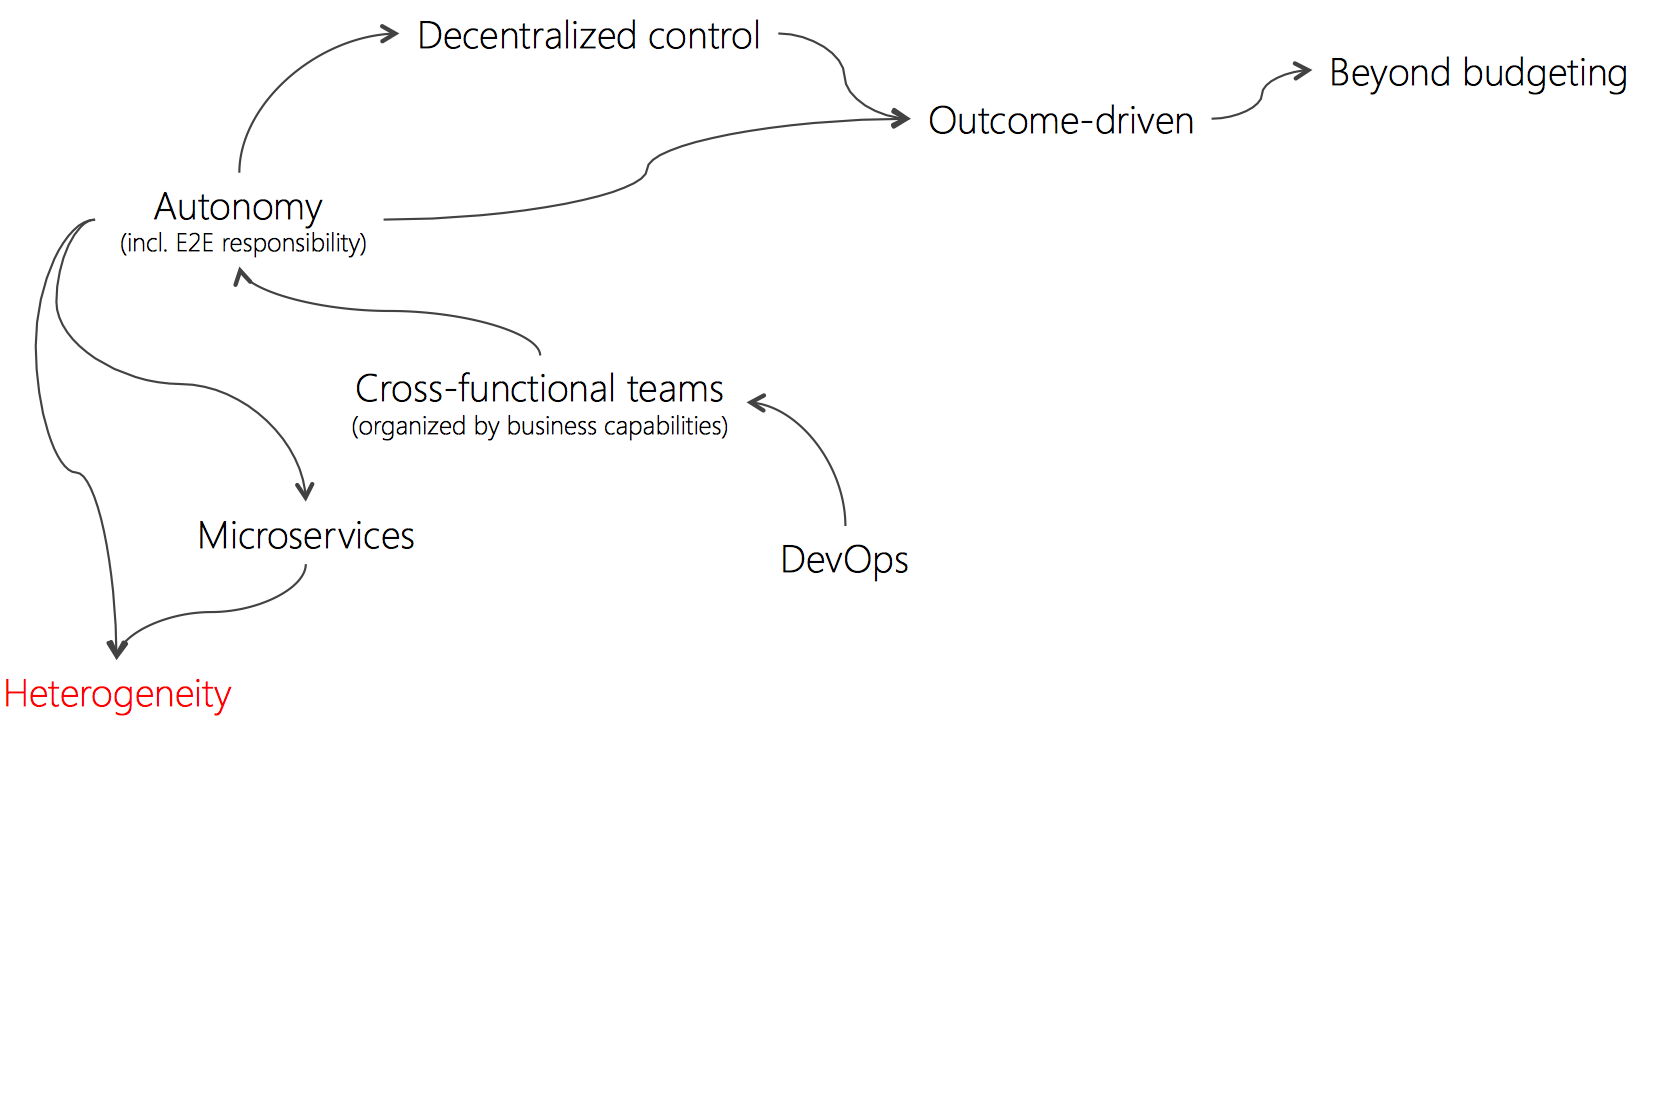 Decentralized control
Beyond budgeting
Outcome-driven
Autonomy
(incl. E2E responsibility)
Cross-functional teams
(organized by business capabilities)
Microservices
DevOps
Heterogeneity